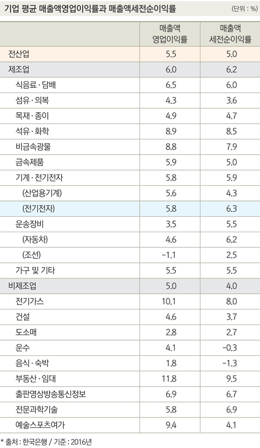 기업 평균 매출액영업이익률과 매출액세전순이익률 (단위 : %)
매출액 영업이익률 매출액 세전순이익률
전산업 5.5 5.0
제조업 6.0 6.2
식음료·담배 6.5 6.0
섬유·의복 4.3 3.6
목재·종이 4.9 4.7
석유·화학 8.9 8.5
비금속광물 8.8 7.9
금속제품 5.9 5.0
기계·전기전자 5.8 5.9
(산업용기계) 5.6 4.3
(전기전자) 5.8 6.3
운송장비 3.5 5.5
(자동차) 4.6 6.2
(조선) -1.1 2.5
가구 및 기타 5.5 5.5
비제조업 5.0 4.0
전기가스 10.1 8.0
건설 4.6 3.7
도소매 2.8 2.7
운수 4.1 -0.3
음식·숙박 1.8 -1.3
부동산·임대 11.8 9.5
출판영상방송통신정보 6.9 6.7
전문과학기술 5.8 6.9
예술스포츠여가 9.4 4.1
* 출처 : 한국은행 / 기준 : 2016년